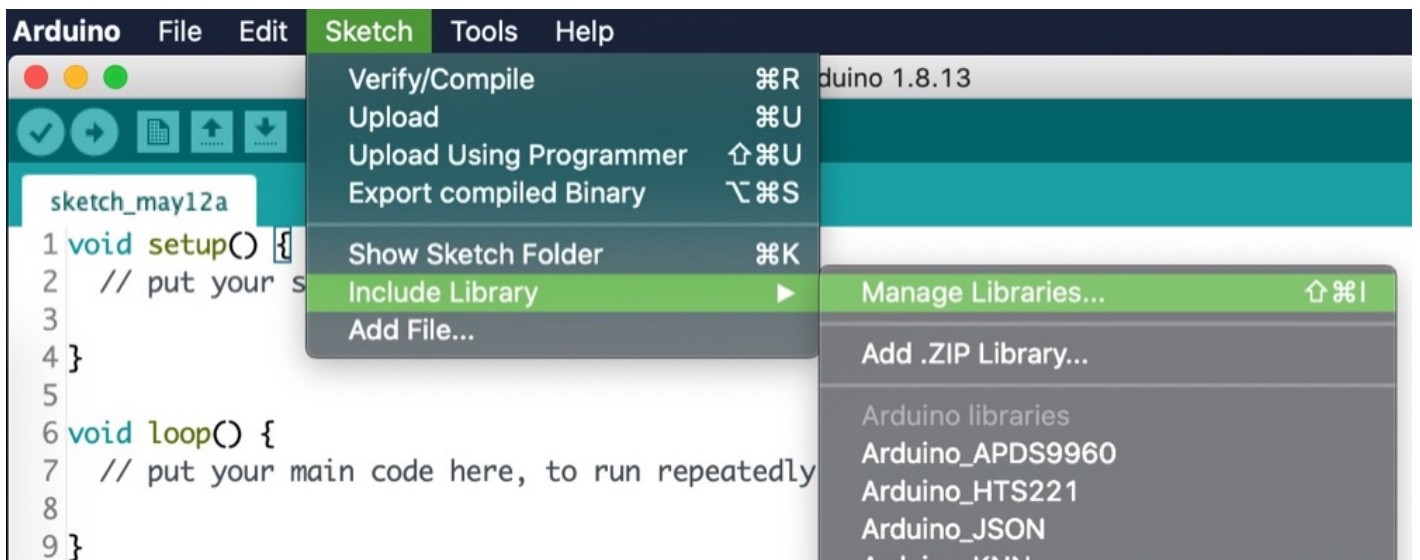 Arduino File Edit Sketch Tools Help
duino 1.8.13
Verify/Compile ⌘R
Upload ⌘U
Upload Using Programmer ⇧⌘U
Export compiled Binary ⌥⌘S
Show Sketch Folder ⌘K
Include Library ▶
Add File...
Manage Libraries... ⇧⌘I
Add .ZIP Library...
Arduino libraries
Arduino_APDS9960
Arduino_HTS221
Arduino_JSON
sketch_may12a
1 void setup() {
2 // put your s
3
4 }
5
6 void loop() {
7 // put your main code here, to run repeatedly
8
9 }